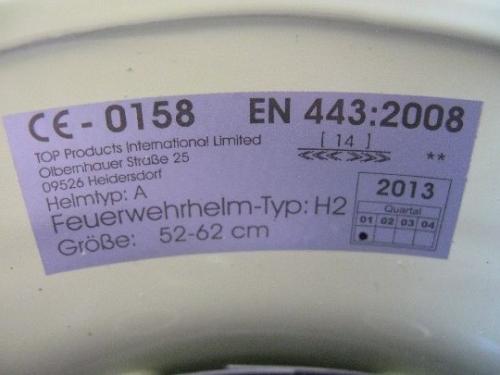 CE - 0158 EN 443:2008
TOP Products International Limited
Olbernhauer Straße 25
09526 Heidersdorf
Helmtyp: A
Feuerwehrhelm-Typ: H2
Größe: 52-62 cm
[ 14 ]
<<< >>>
**
2013
Quartal
01 02 03 04